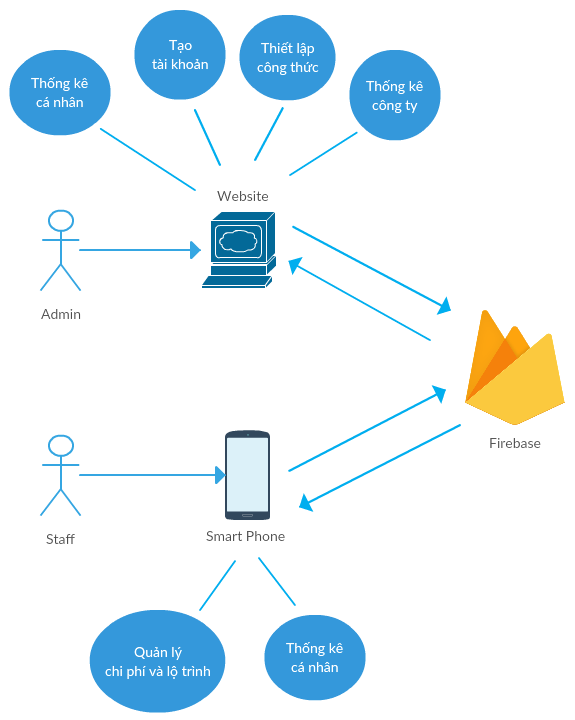 Tạo
tài khoản
Thiết lập
công thức
Thống kê
cá nhân
Thống kê
công ty
Website
Admin
Firebase
Staff
Smart Phone
Quản lý
chi phí và lộ trình
Thống kê
cá nhân